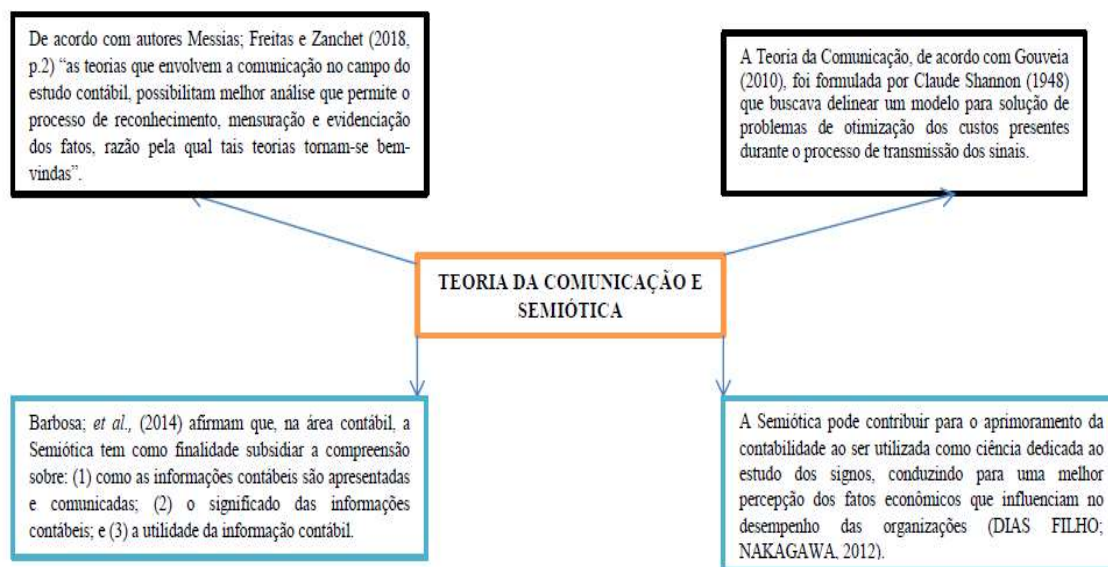 De acordo com autores Messias; Freitas e Zanchet (2018,
p.2) “as teorias que envolvem a comunicação no campo do
estudo contábil, possibilitam melhor análise que permite o
processo de reconhecimento, mensuração e evidenciação
dos fatos, razão pela qual tais teorias tornam-se bem-
vindas”.
A Teoria da Comunicação, de acordo com Gouveia
(2010), foi formulada por Claude Shannon (1948)
que buscava delinear um modelo para solução de
problemas de otimização dos custos presentes
durante o processo de transmissão dos sinais.
TEORIA DA COMUNICAÇÃO E
SEMIÓTICA
Barbosa; et al., (2014) afirmam que, na área contábil, a
Semiótica tem como finalidade subsidiar a compreensão
sobre: (1) como as informações contábeis são apresentadas
e comunicadas; (2) o significado das informações
contábeis; e (3) a utilidade da informação contábil.
A Semiótica pode contribuir para o aprimoramento da
contabilidade ao ser utilizada como ciência dedicada ao
estudo dos signos, conduzindo para uma melhor
percepção dos fatos econômicos que influenciam no
desempenho das organizações (DIAS FILHO;
NAKAGAWA, 2012).